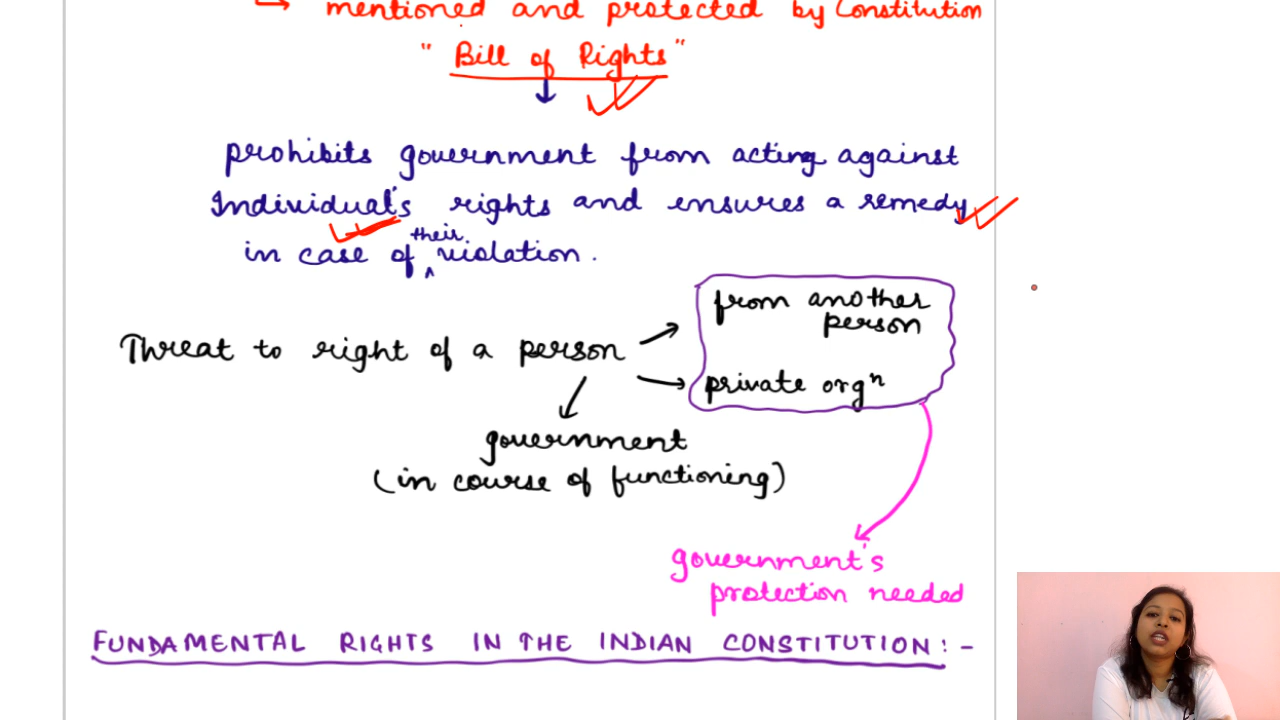 mentioned and protected by Constitution
" Bill of Rights "
prohibits government from acting against
Individual's rights and ensures a remedy
in case of their violation.
from another
person
Threat to right of a person
private orgⁿ
government
(in course of functioning)
government's
protection needed
FUNDAMENTAL RIGHTS IN THE INDIAN CONSTITUTION :-